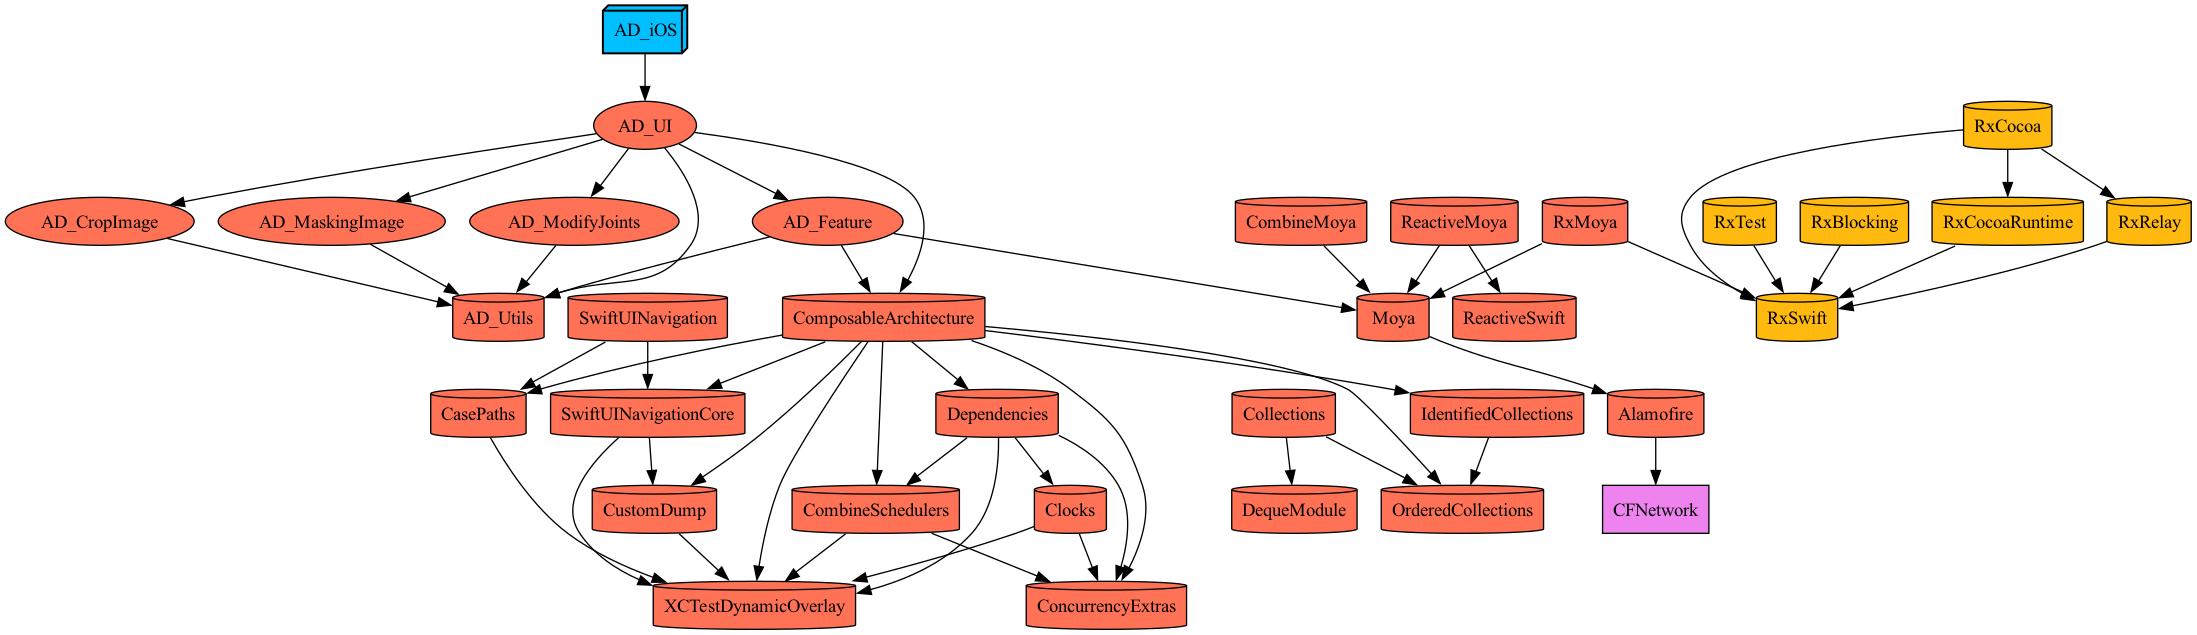 AD_iOS
AD_UI
RxCocoa
AD_CropImage
AD_MaskingImage
AD_ModifyJoints
AD_Feature
CombineMoya
ReactiveMoya
RxMoya
RxTest
RxBlocking
RxCocoaRuntime
RxRelay
AD_Utils
SwiftUINavigation
ComposableArchitecture
Moya
ReactiveSwift
RxSwift
CasePaths
SwiftUINavigationCore
Dependencies
Collections
IdentifiedCollections
Alamofire
CustomDump
CombineSchedulers
Clocks
DequeModule
OrderedCollections
CFNetwork
XCTestDynamicOverlay
ConcurrencyExtras